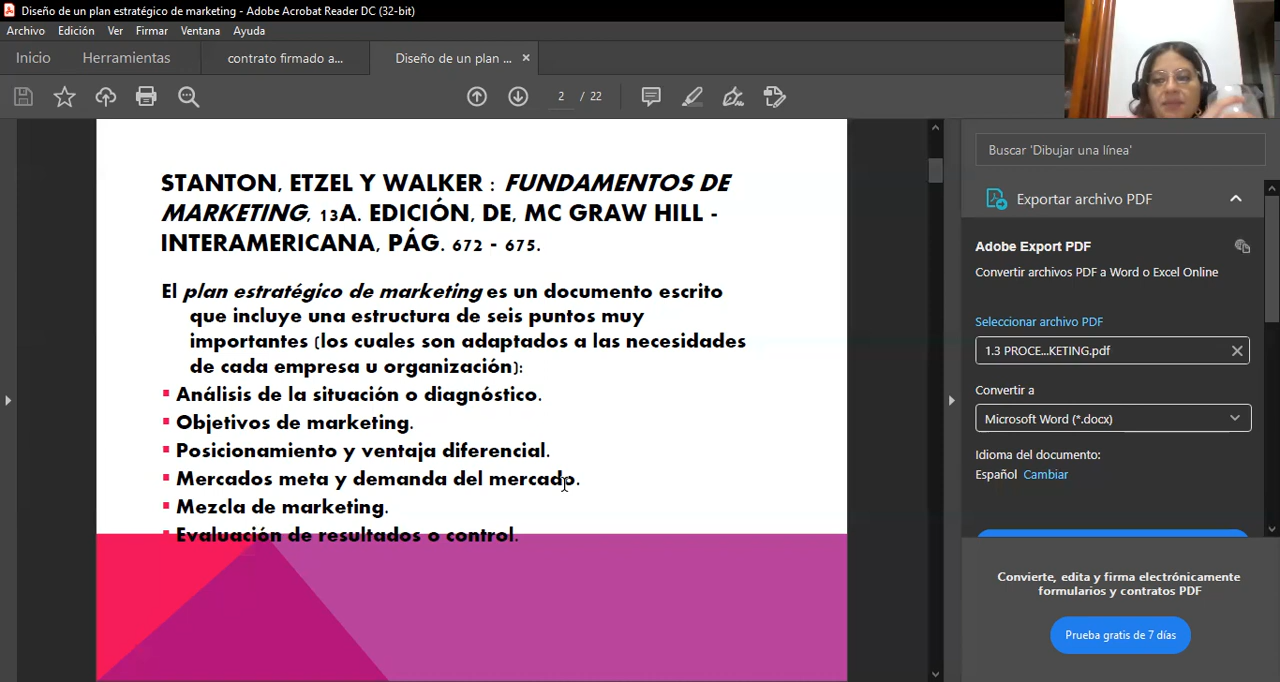 Diseño de un plan estratégico de marketing - Adobe Acrobat Reader DC (32-bit)
Archivo Edición Ver Firmar Ventana Ayuda
Inicio Herramientas contrato firmado a... Diseño de un plan ... ×
2 / 22
STANTON, ETZEL Y WALKER : FUNDAMENTOS DE
MARKETING, 13A. EDICIÓN, DE, MC GRAW HILL -
INTERAMERICANA, PÁG. 672 - 675.
El plan estratégico de marketing es un documento escrito
que incluye una estructura de seis puntos muy
importantes (los cuales son adaptados a las necesidades
de cada empresa u organización):
▪ Análisis de la situación o diagnóstico.
▪ Objetivos de marketing.
▪ Posicionamiento y ventaja diferencial.
▪ Mercados meta y demanda del mercado.
▪ Mezcla de marketing.
▪ Evaluación de resultados o control.
Buscar 'Dibujar una línea'
Exportar archivo PDF
Adobe Export PDF
Convertir archivos PDF a Word o Excel Online
Seleccionar archivo PDF
1.3 PROCE...KETING.pdf
Convertir a
Microsoft Word (*.docx)
Idioma del documento:
Español Cambiar
Convierte, edita y firma electrónicamente
formularios y contratos PDF
Prueba gratis de 7 días